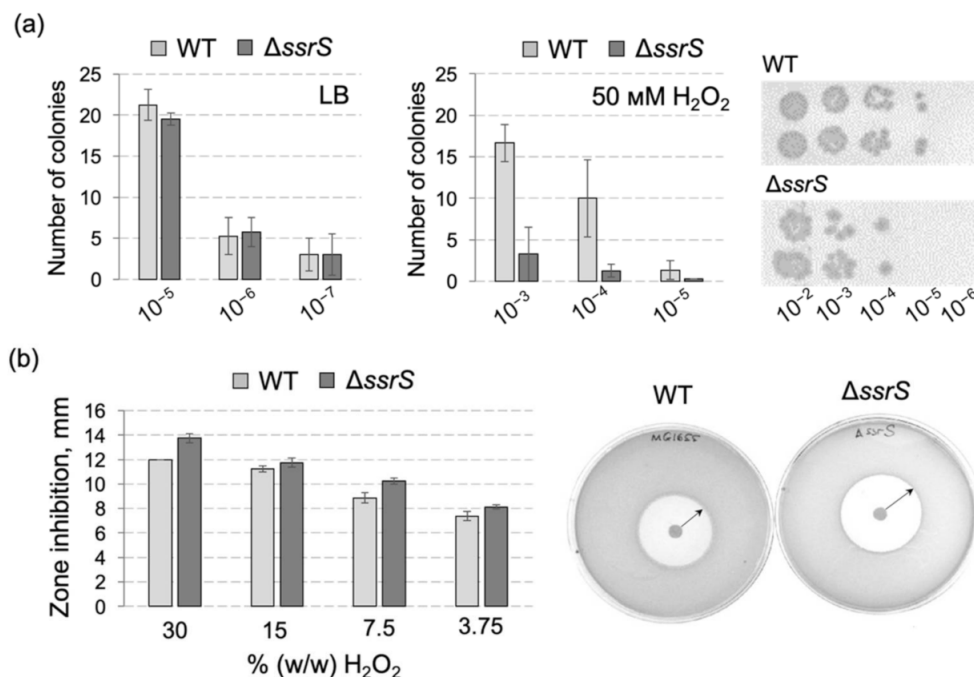 (a)
WT ΔssrS
Number of colonies
25
20
15
10
5
0
LB
10⁻⁵ 10⁻⁶ 10⁻⁷
WT ΔssrS
Number of colonies
25
20
15
10
5
0
50 мM H₂O₂
10⁻³ 10⁻⁴ 10⁻⁵
WT
ΔssrS
10⁻² 10⁻³ 10⁻⁴ 10⁻⁵ 10⁻⁶
(b)
WT ΔssrS
Zone inhibition, mm
16
14
12
10
8
6
4
2
0
30 15 7.5 3.75
% (w/w) H₂O₂
WT
MG1655
ΔssrS
ΔssrS